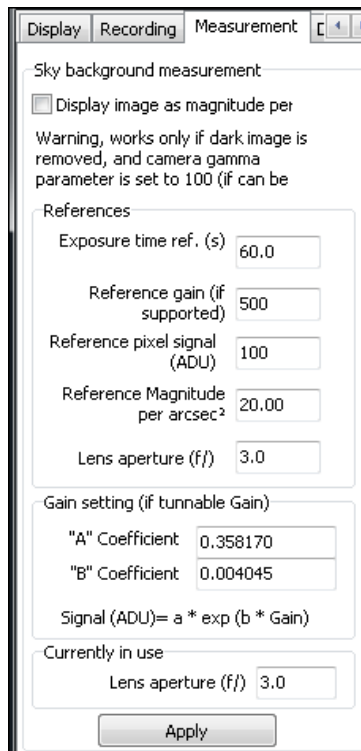 Display Recording Measurement
Sky background measurement
Display image as magnitude per
Warning, works only if dark image is
removed, and camera gamma
parameter is set to 100 (if can be
References
Exposure time ref. (s) 60.0
Reference gain (if
supported) 500
Reference pixel signal
(ADU) 100
Reference Magnitude
per arcsec² 20.00
Lens aperture (f/) 3.0
Gain setting (if tunnable Gain)
"A" Coefficient 0.358170
"B" Coefficient 0.004045
Signal (ADU)= a * exp (b * Gain)
Currently in use
Lens aperture (f/) 3.0
Apply